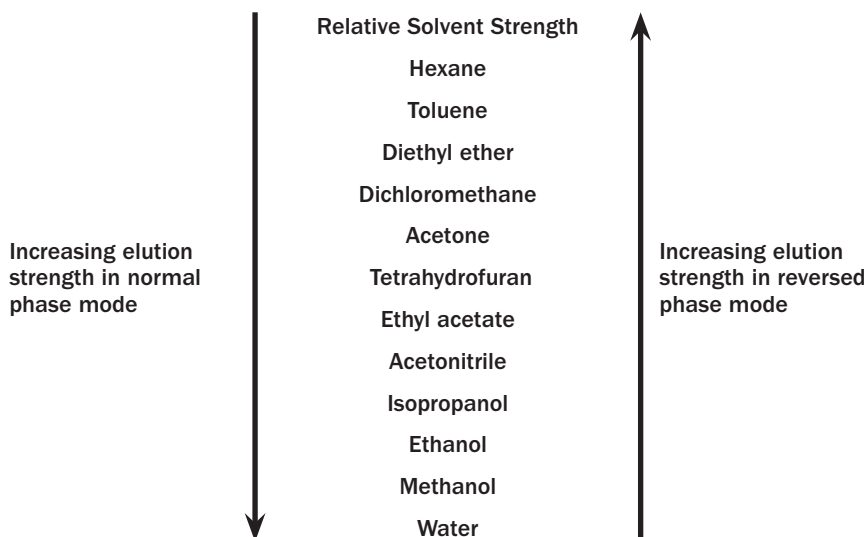 Relative Solvent Strength
Hexane
Toluene
Diethyl ether
Dichloromethane
Acetone
Tetrahydrofuran
Ethyl acetate
Acetonitrile
Isopropanol
Ethanol
Methanol
Water
Increasing elution
strength in normal
phase mode
Increasing elution
strength in reversed
phase mode